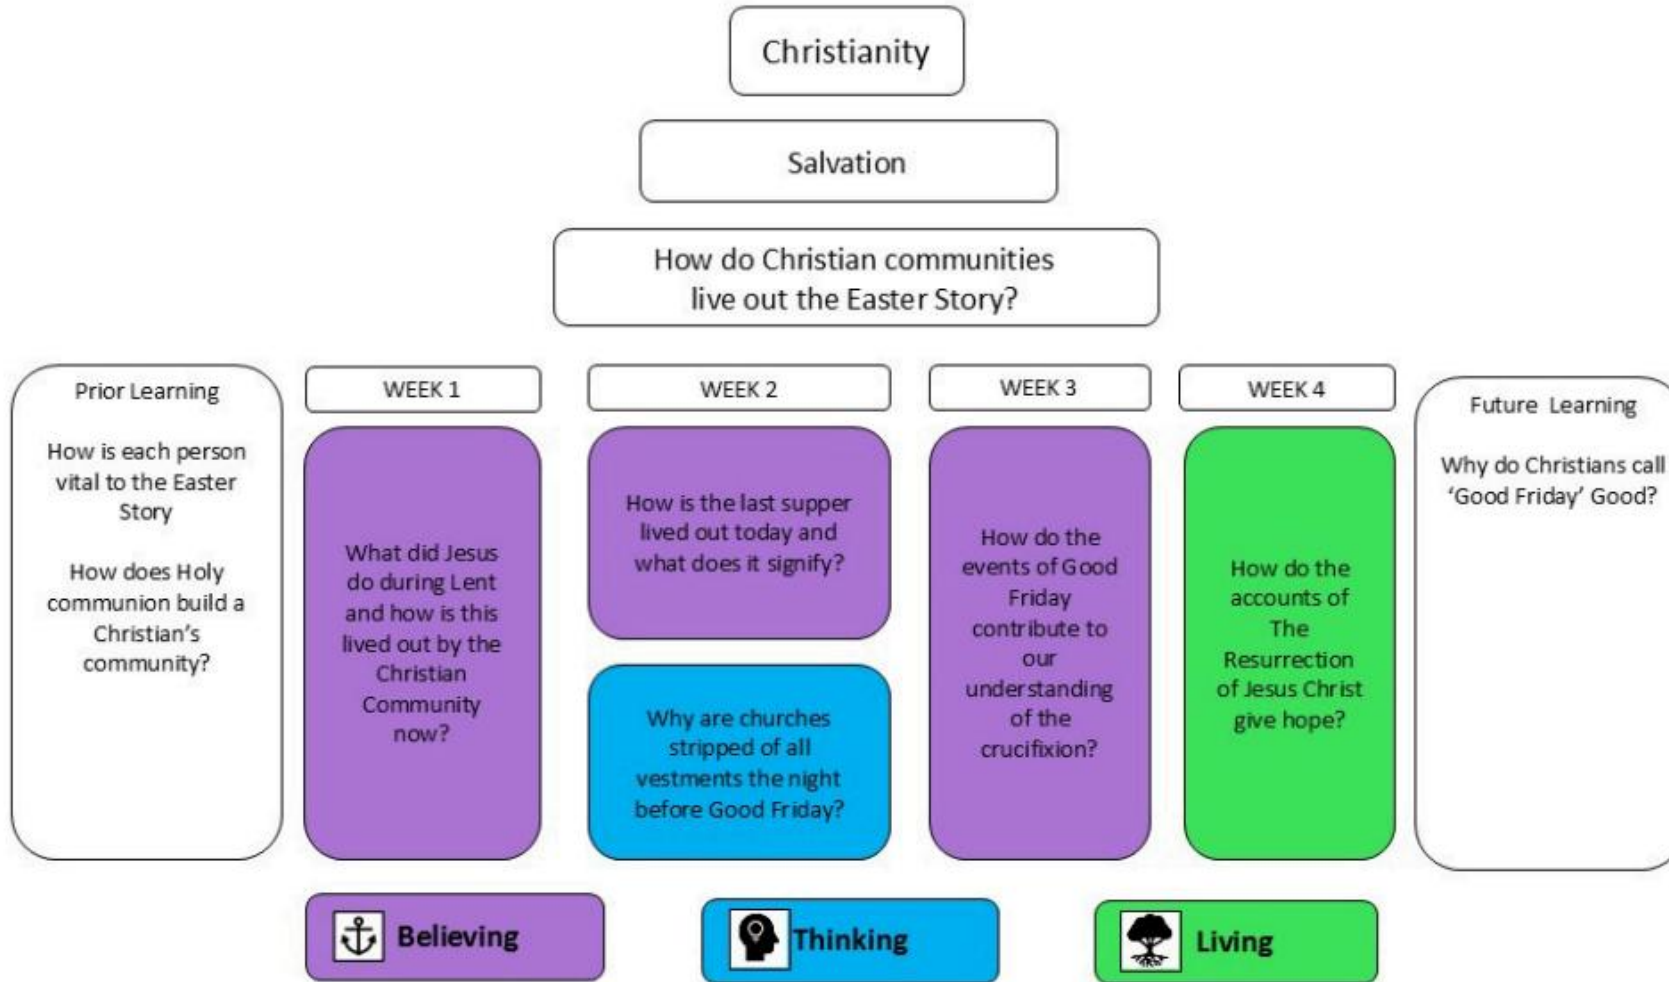 Christianity
Salvation
How do Christian communities
live out the Easter Story?
Prior Learning
How is each person
vital to the Easter
Story
How does Holy
communion build a
Christian's
community?
WEEK 1
What did Jesus
do during Lent
and how is this
lived out by the
Christian
Community
now?
WEEK 2
How is the last supper
lived out today and
what does it signify?
Why are churches
stripped of all
vestments the night
before Good Friday?
WEEK 3
How do the
events of Good
Friday
contribute to
our
understanding
of the
crucifixion?
WEEK 4
How do the
accounts of
The
Resurrection
of Jesus Christ
give hope?
Future Learning
Why do Christians call
‘Good Friday’ Good?
Believing
Thinking
Living